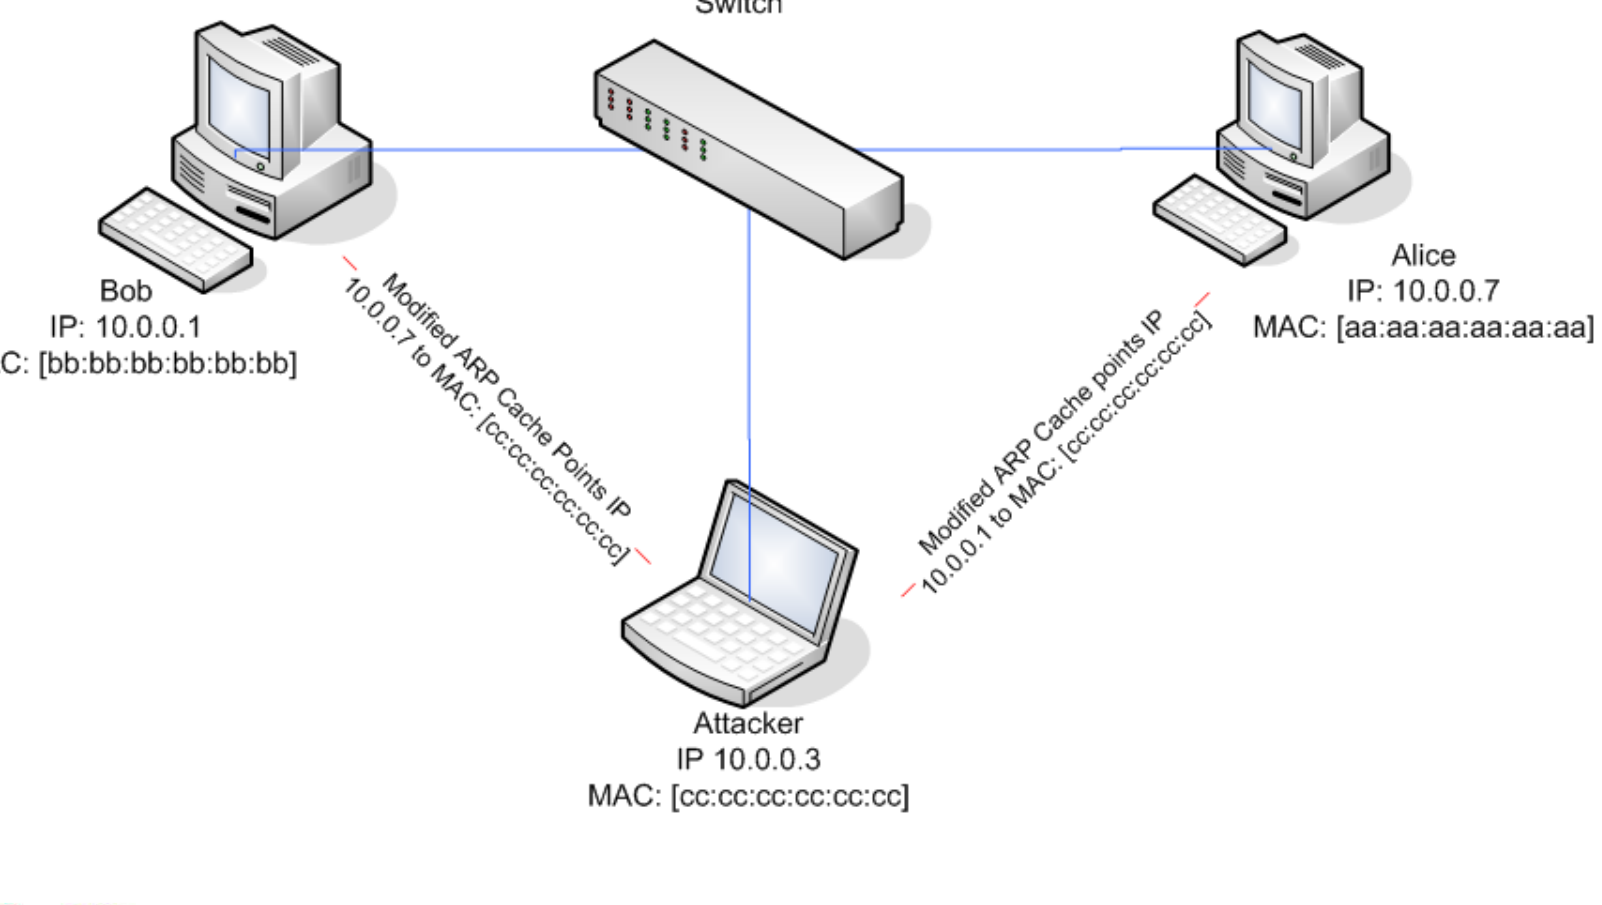 Switch
Bob
IP: 10.0.0.1
C: [bb:bb:bb:bb:bb:bb]
Alice
IP: 10.0.0.7
MAC: [aa:aa:aa:aa:aa:aa]
Modified ARP Cache Points IP
10.0.0.7 to MAC: [cc:cc:cc:cc:cc:cc]
Modified ARP Cache points IP
10.0.0.1 to MAC: [cc:cc:cc:cc:cc:cc]
Attacker
IP 10.0.0.3
MAC: [cc:cc:cc:cc:cc:cc]